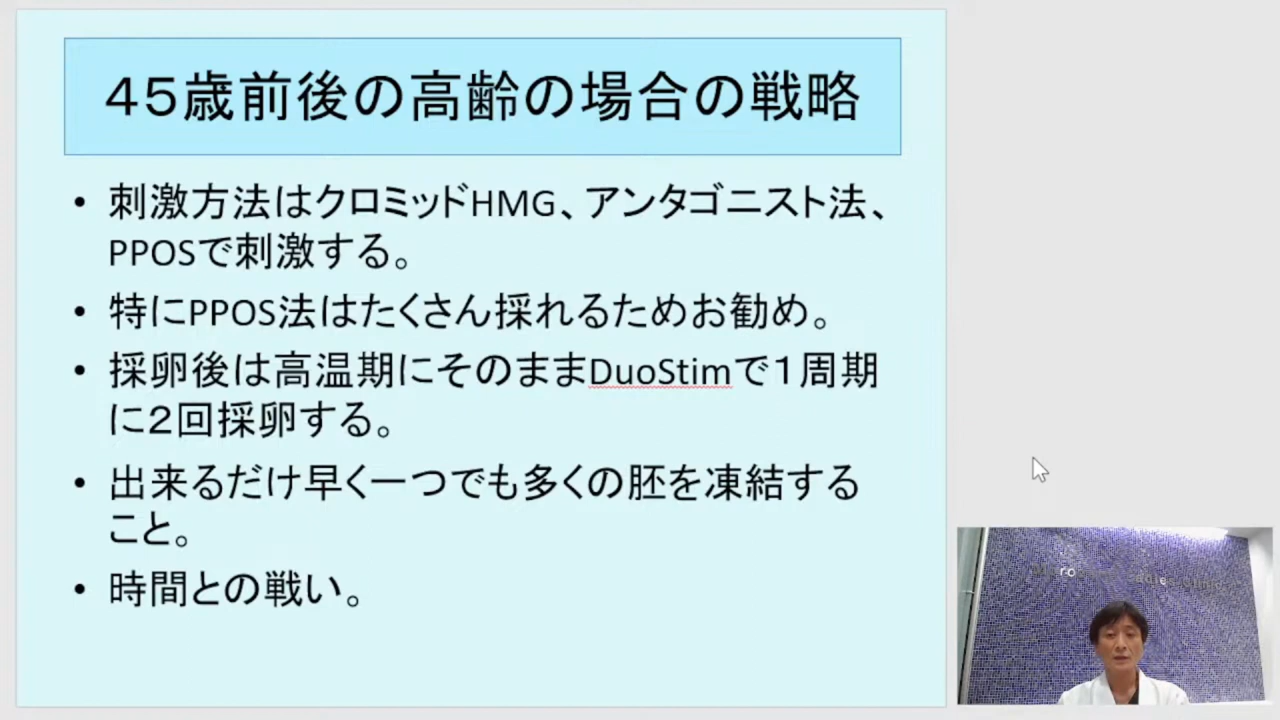 ４５歳前後の高齢の場合の戦略
• 刺激方法はクロミッドHMG、アンタゴニスト法、
PPOSで刺激する。
• 特にPPOS法はたくさん採れるためお勧め。
• 採卵後は高温期にそのままDuoStimで１周期
に２回採卵する。
• 出来るだけ早く一つでも多くの胚を凍結する
こと。
• 時間との戦い。